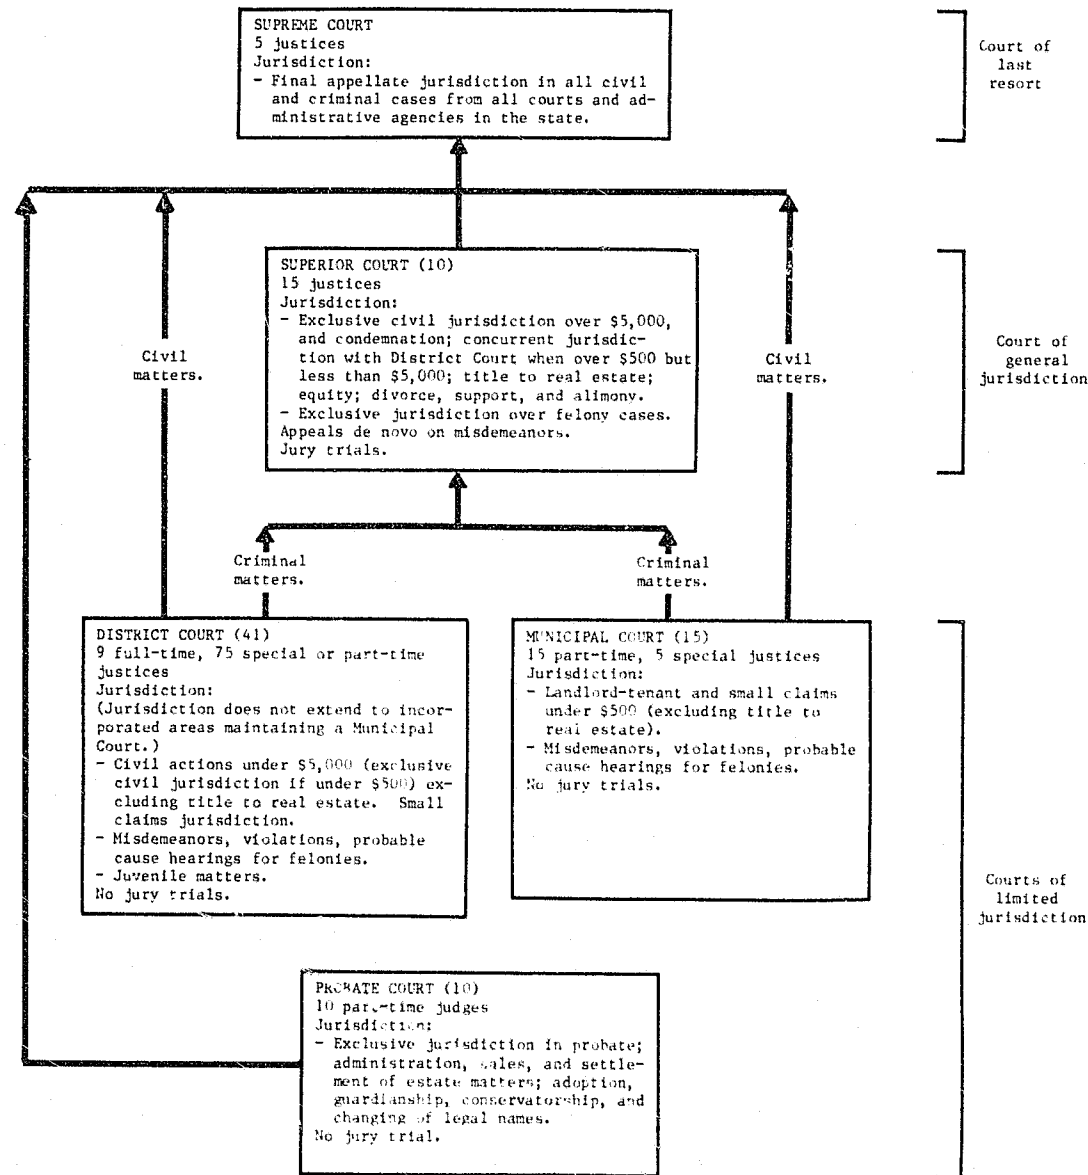 SUPREME COURT
5 justices
Jurisdiction:
- Final appellate jurisdiction in all civil
and criminal cases from all courts and ad-
ministrative agencies in the state.
Court of
last
resort
SUPERIOR COURT (10)
15 justices
Jurisdiction:
- Exclusive civil jurisdiction over $5,000,
and condemnation; concurrent jurisdic-
tion with District Court when over $500 but
less than $5,000; title to real estate;
equity; divorce, support, and alimony.
- Exclusive jurisdiction over felony cases.
Appeals de novo on misdemeanors.
Jury trials.
Civil
matters.
Civil
matters.
Court of
general
jurisdiction
Criminal
matters.
Criminal
matters.
DISTRICT COURT (41)
9 full-time, 75 special or part-time
justices
Jurisdiction:
(Jurisdiction does not extend to incor-
porated areas maintaining a Municipal
Court.)
- Civil actions under $5,000 (exclusive
civil jurisdiction if under $500) ex-
cluding title to real estate. Small
claims jurisdiction.
- Misdemeanors, violations, probable
cause hearings for felonies.
- Juvenile matters.
No jury trials.
MUNICIPAL COURT (15)
15 part-time, 5 special justices
Jurisdiction:
- Landlord-tenant and small claims
under $500 (excluding title to
real estate).
- Misdemeanors, violations, probable
cause hearings for felonies.
No jury trials.
Courts of
limited
jurisdiction
PROBATE COURT (10)
10 part-time judges
Jurisdiction:
- Exclusive jurisdiction in probate;
administration, sales, and settle-
ment of estate matters; adoption,
guardianship, conservatorship, and
changing of legal names.
No jury trial.